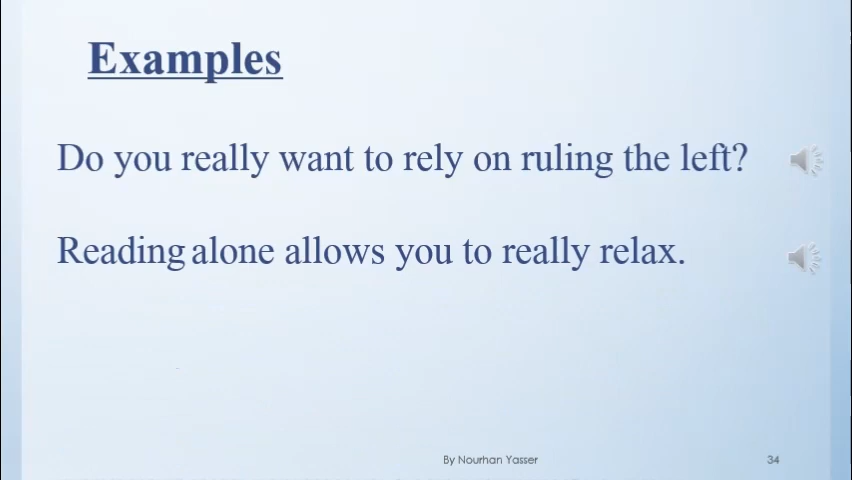 Examples
Do you really want to rely on ruling the left?
Reading alone allows you to really relax.
By Nourhan Yasser
34